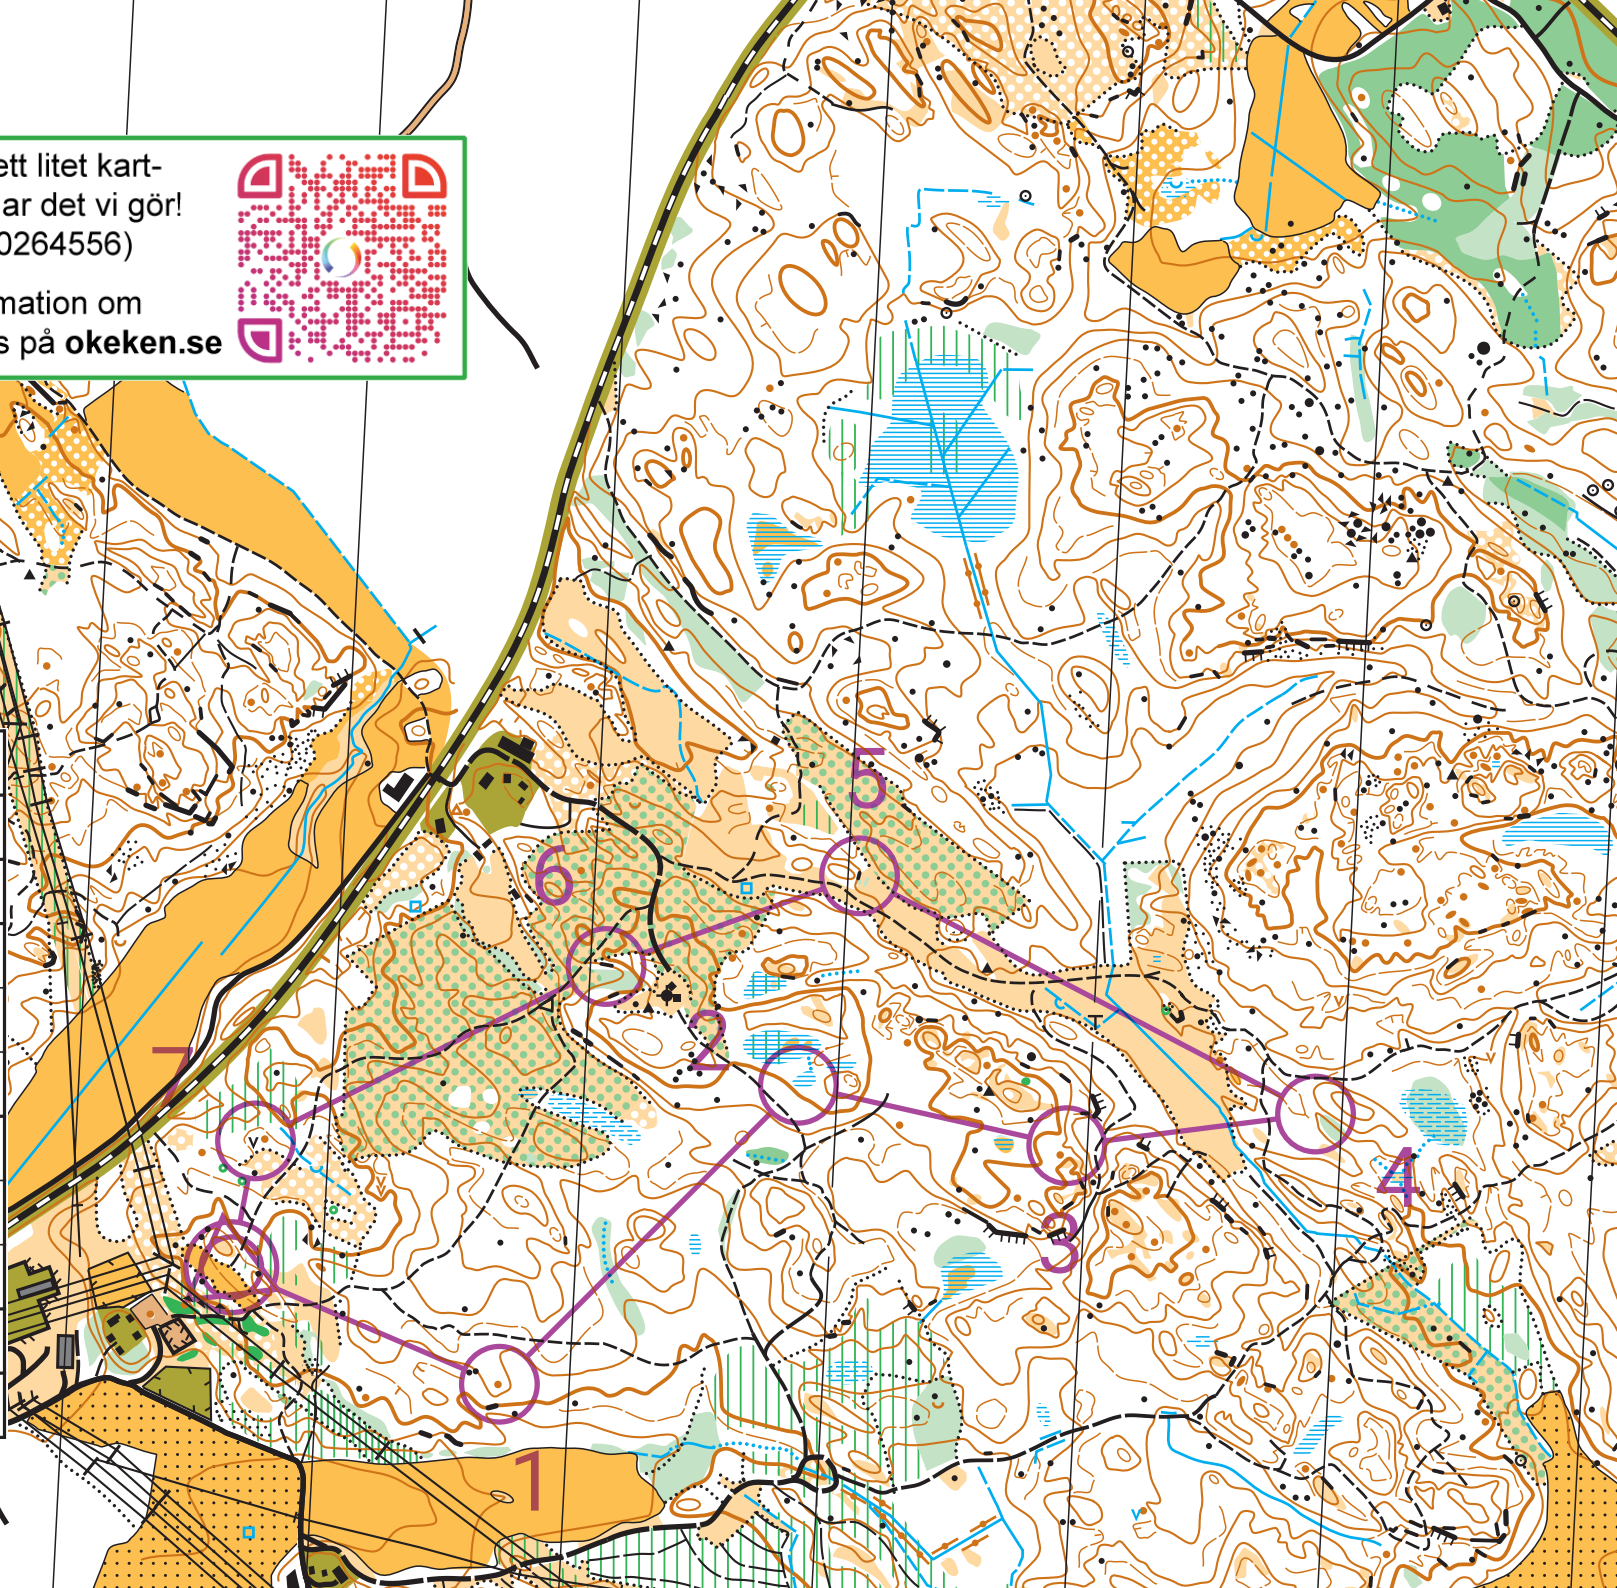 ett litet kart-
ar det vi gör!
0264556)
mation om
s på okeken.se
5
6
2
7
4
3
1